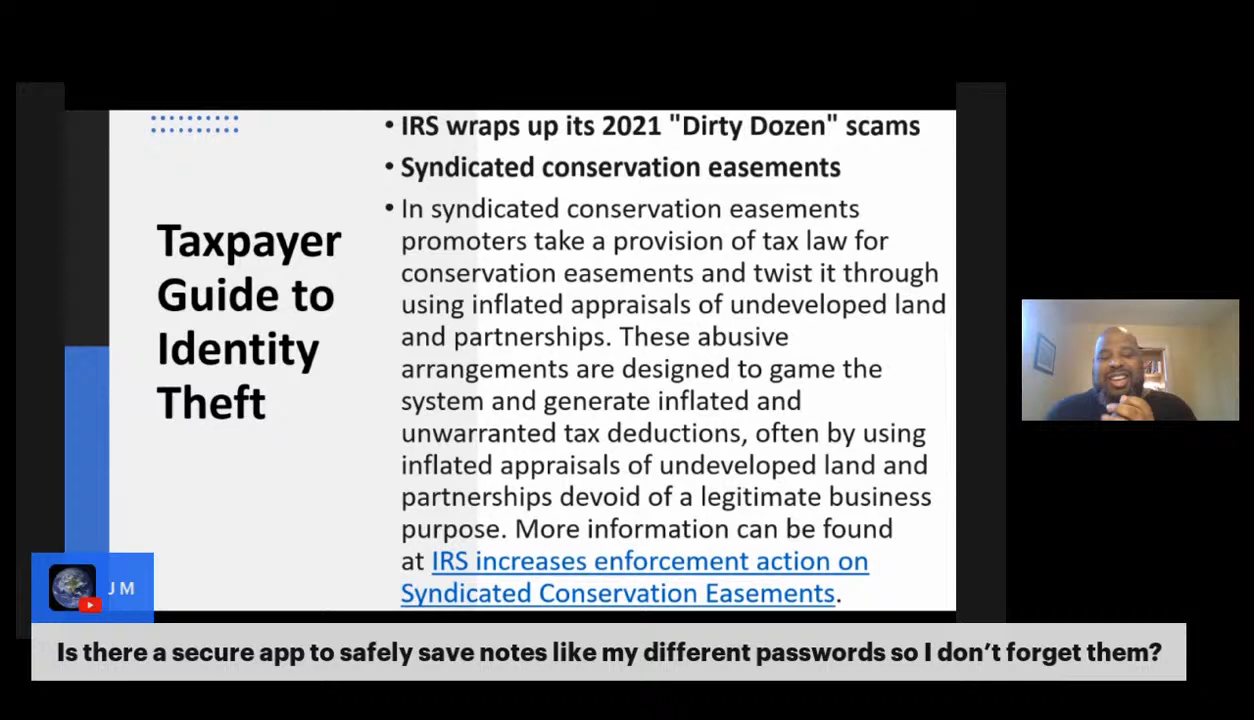 Taxpayer
Guide to
Identity
Theft
• IRS wraps up its 2021 "Dirty Dozen" scams
• Syndicated conservation easements
• In syndicated conservation easements
promoters take a provision of tax law for
conservation easements and twist it through
using inflated appraisals of undeveloped land
and partnerships. These abusive
arrangements are designed to game the
system and generate inflated and
unwarranted tax deductions, often by using
inflated appraisals of undeveloped land and
partnerships devoid of a legitimate business
purpose. More information can be found
at IRS increases enforcement action on
Syndicated Conservation Easements.
J M
Is there a secure app to safely save notes like my different passwords so I don’t forget them?